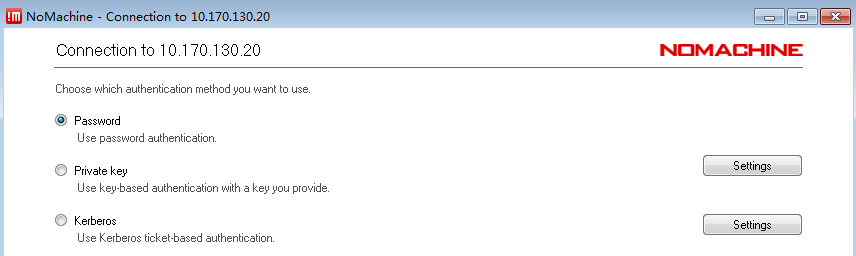 !M NoMachine - Connection to 10.170.130.20
Connection to 10.170.130.20 NOMACHINE
Choose which authentication method you want to use.
Password
Use password authentication.
Private key Settings
Use key-based authentication with a key you provide.
Kerberos Settings
Use Kerberos ticket-based authentication.